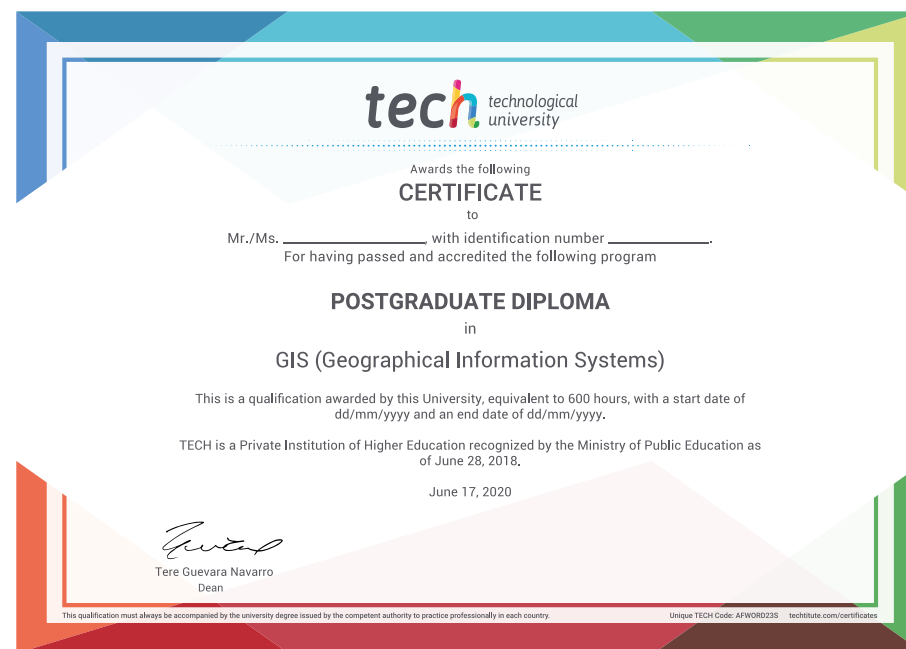 tech technological
university
Awards the following
CERTIFICATE
to
Mr./Ms. ____________________, with identification number ______________.
For having passed and accredited the following program
POSTGRADUATE DIPLOMA
in
GIS (Geographical Information Systems)
This is a qualification awarded by this University, equivalent to 600 hours, with a start date of
dd/mm/yyyy and an end date of dd/mm/yyyy.
TECH is a Private Institution of Higher Education recognized by the Ministry of Public Education as
of June 28, 2018.
June 17, 2020
Tere Guevara Navarro
Dean
This qualification must always be accompanied by the university degree issued by the competent authority to practice professionally in each country.
Unique TECH Code: AFWORD23S techtitute.com/certificates